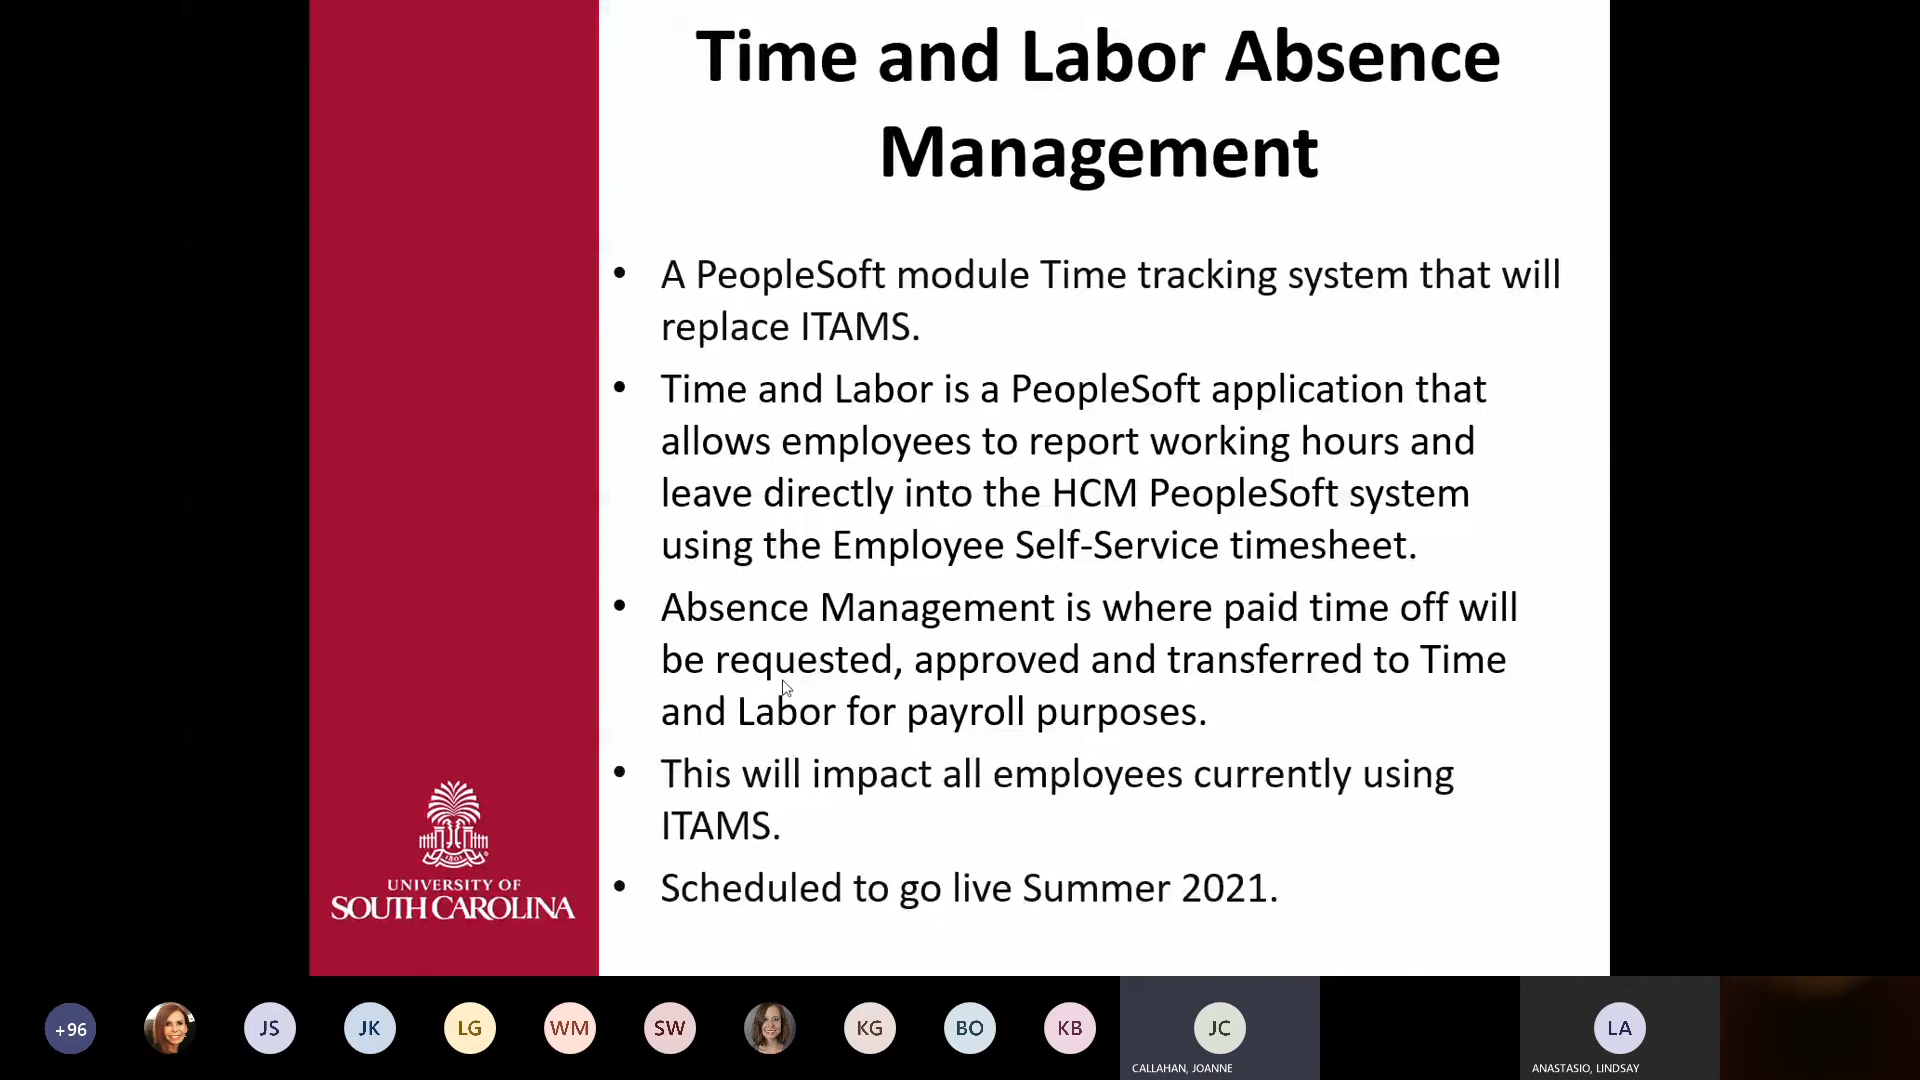 Time and Labor Absence
Management
• A PeopleSoft module Time tracking system that will
replace ITAMS.
• Time and Labor is a PeopleSoft application that
allows employees to report working hours and
leave directly into the HCM PeopleSoft system
using the Employee Self-Service timesheet.
• Absence Management is where paid time off will
be requested, approved and transferred to Time
and Labor for payroll purposes.
• This will impact all employees currently using
ITAMS.
• Scheduled to go live Summer 2021.
1801
UNIVERSITY OF
SOUTH CAROLINA
+96 JS JK LG WM SW KG BO KB JC LA
CALLAHAN, JOANNE ANASTASIO, LINDSAY